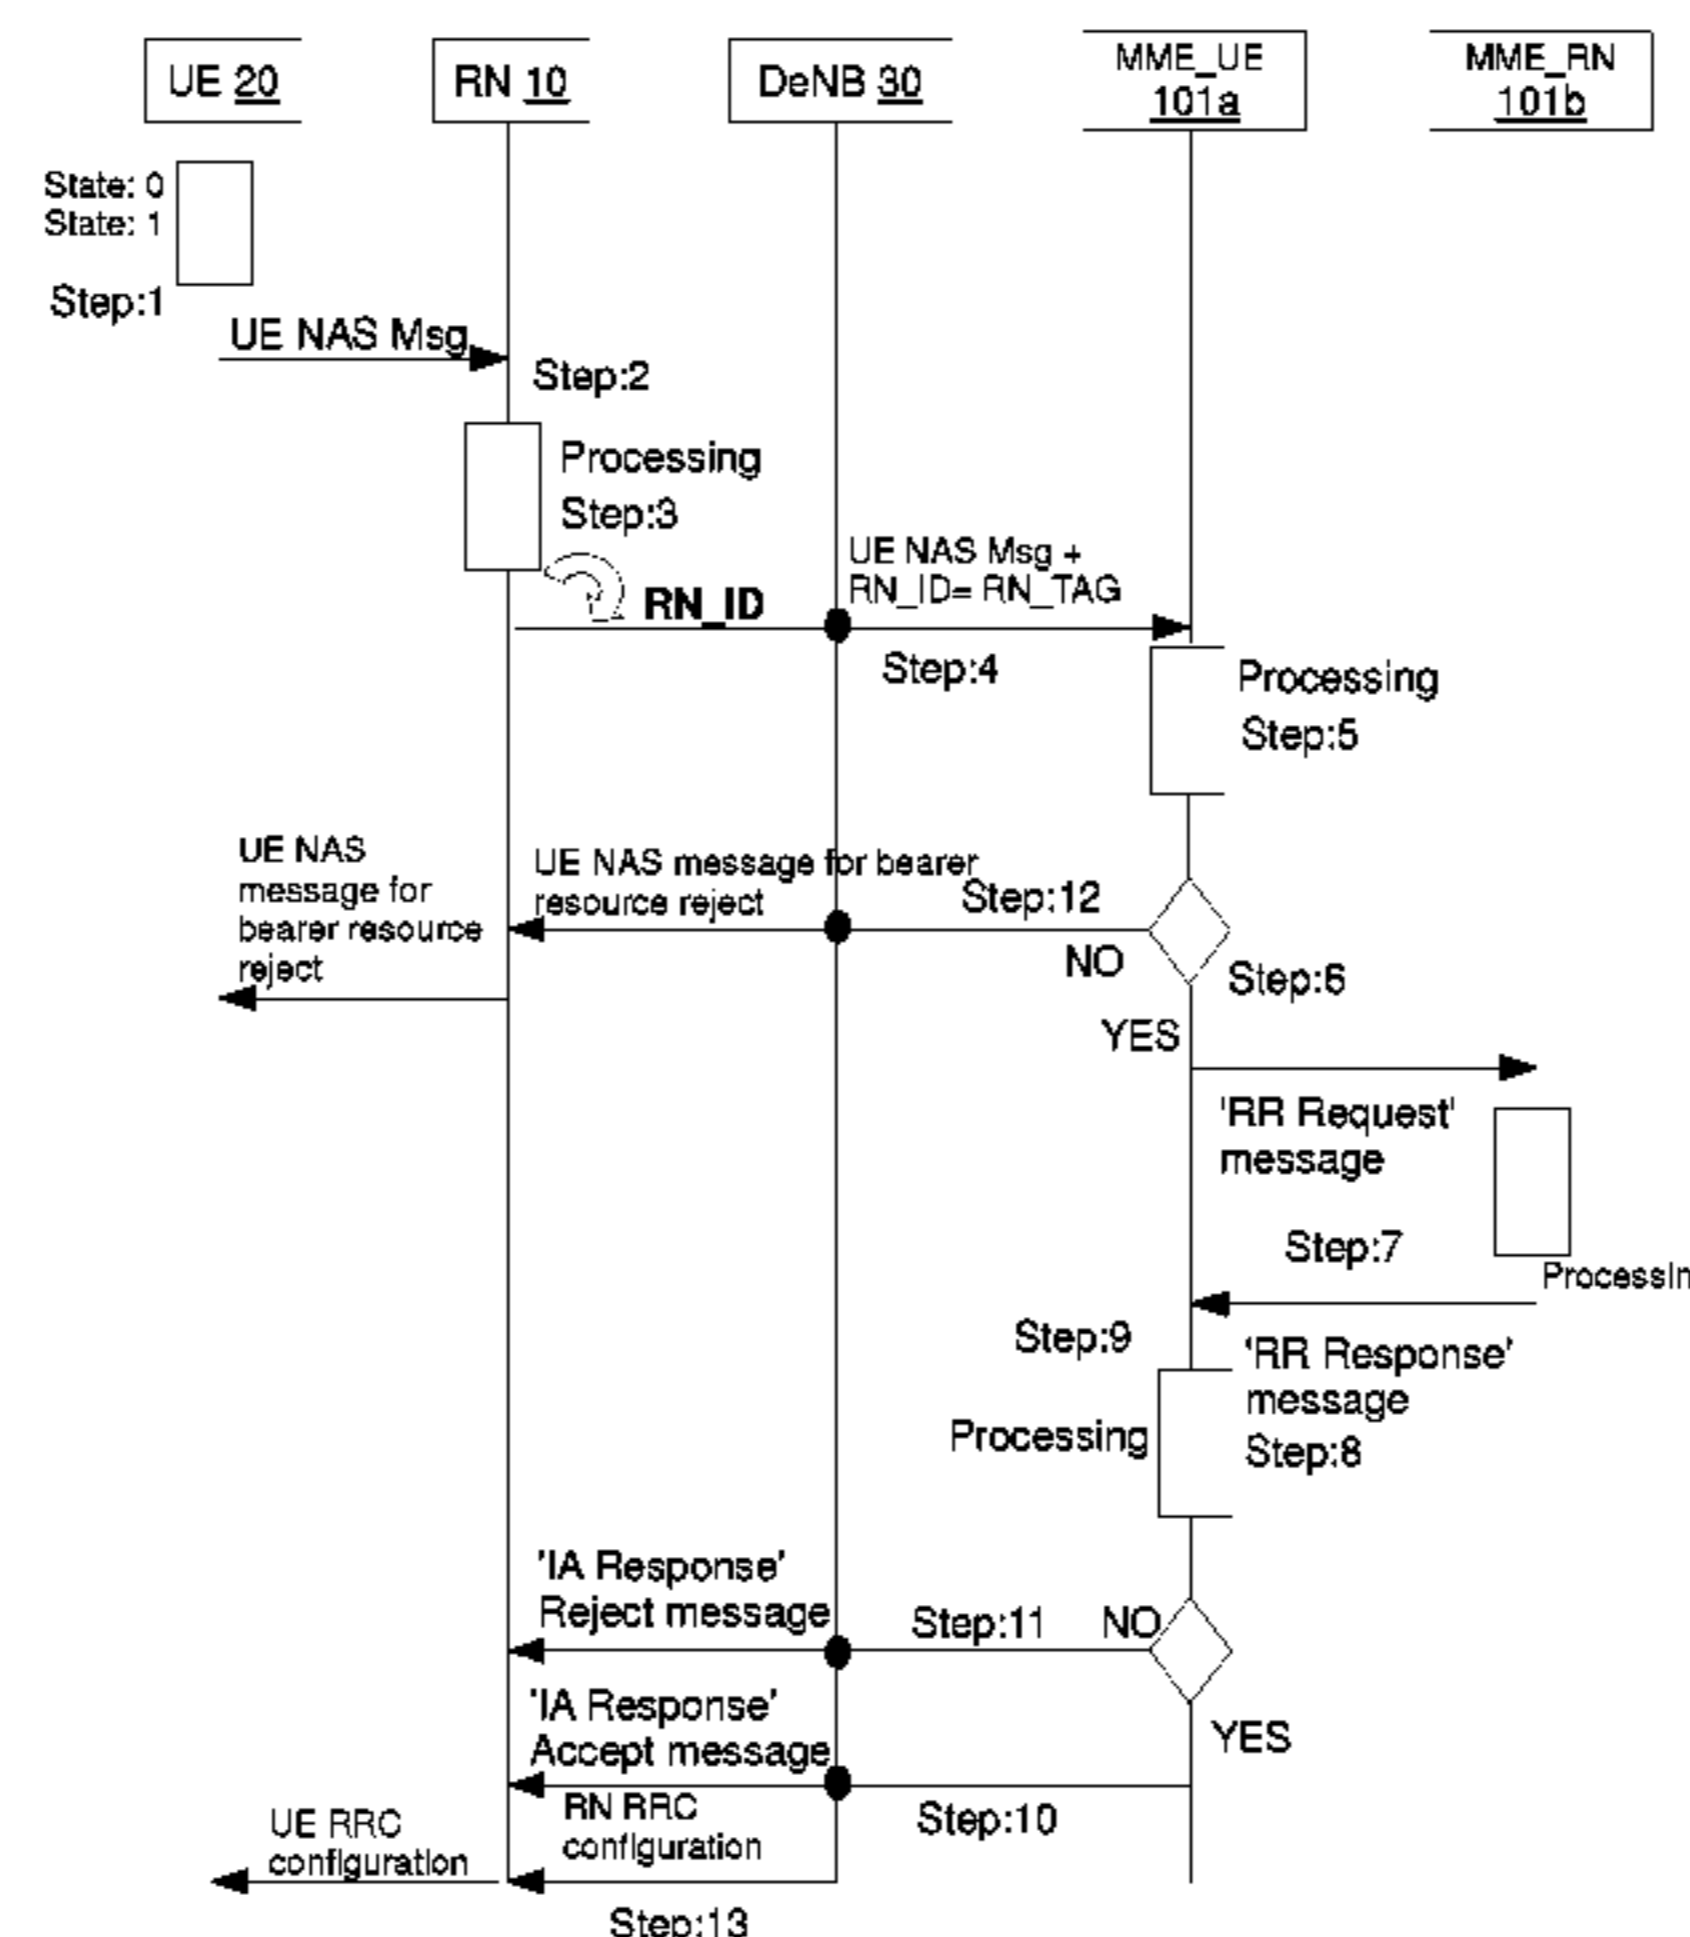 UE 20
RN 10
DeNB 30
MME_UE
101a
MME_RN
101b
State: 0
State: 1
Step:1
UE NAS Msg
Step:2
Processing
Step:3
RN_ID
UE NAS Msg +
RN_ID= RN_TAG
Step:4
Processing
Step:5
UE NAS
message for
bearer resource
reject
UE NAS message for bearer
resource reject
Step:12
NO
Step:6
YES
'RR Request'
message
Step:7
Processin
Step:9
'RR Response'
message
Processing
Step:8
'IA Response'
Reject message
Step:11
NO
'IA Response'
Accept message
YES
Step:10
RN RRC
configuration
UE RRC
configuration
Step:13